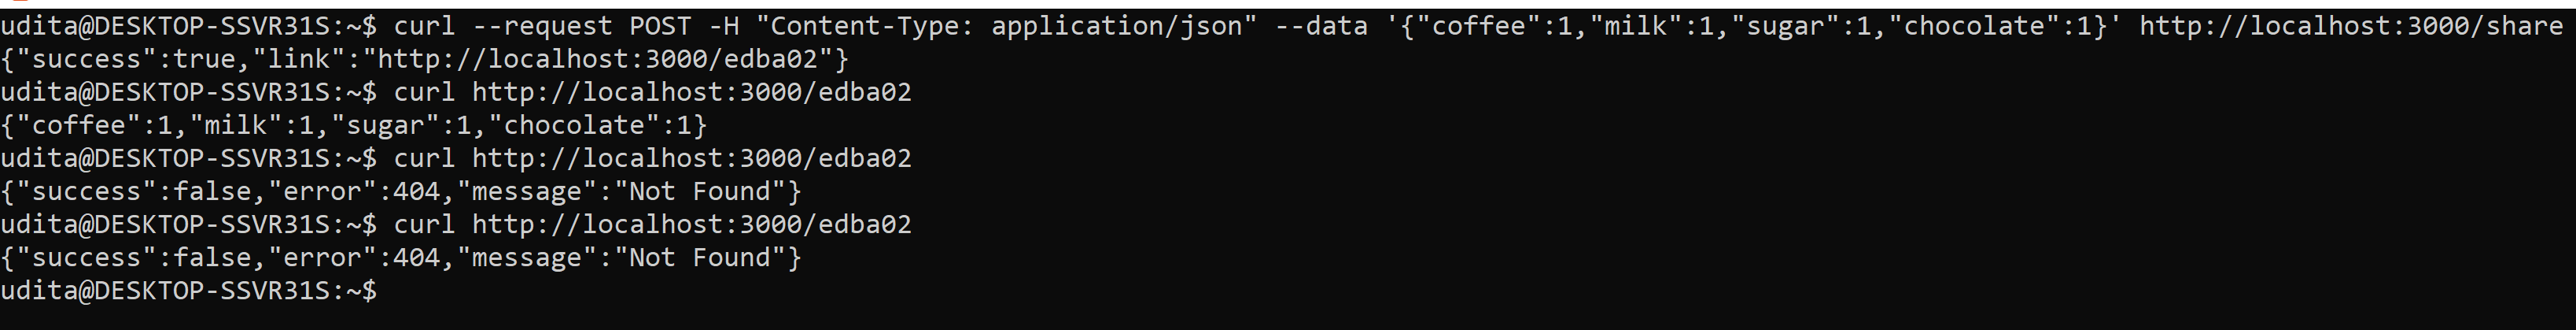 udita@DESKTOP-SSVR31S:~$ curl --request POST -H "Content-Type: application/json" --data '{"coffee":1,"milk":1,"sugar":1,"chocolate":1}' http://localhost:3000/share
{"success":true,"link":"http://localhost:3000/edba02"}
udita@DESKTOP-SSVR31S:~$ curl http://localhost:3000/edba02
{"coffee":1,"milk":1,"sugar":1,"chocolate":1}
udita@DESKTOP-SSVR31S:~$ curl http://localhost:3000/edba02
{"success":false,"error":404,"message":"Not Found"}
udita@DESKTOP-SSVR31S:~$ curl http://localhost:3000/edba02
{"success":false,"error":404,"message":"Not Found"}
udita@DESKTOP-SSVR31S:~$